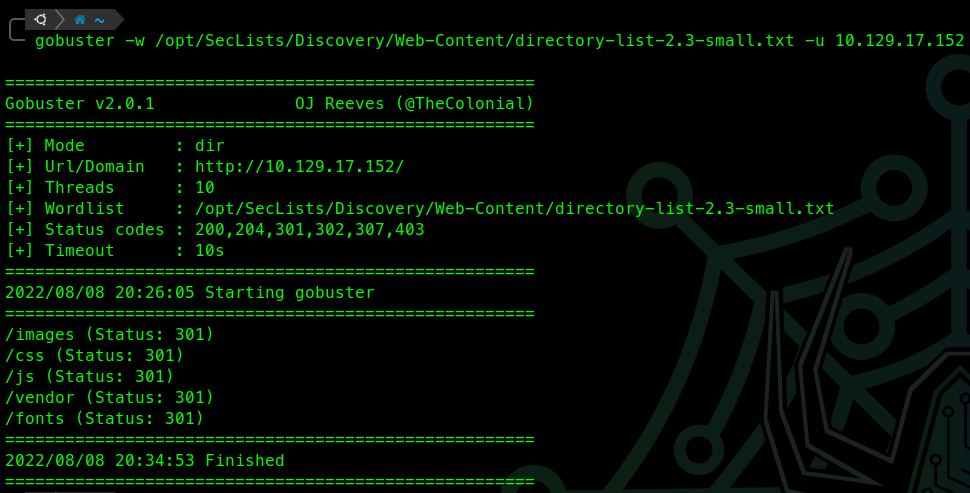 ~
gobuster -w /opt/SecLists/Discovery/Web-Content/directory-list-2.3-small.txt -u 10.129.17.152
=====================================================
Gobuster v2.0.1              OJ Reeves (@TheColonial)
=====================================================
[+] Mode         : dir
[+] Url/Domain   : http://10.129.17.152/
[+] Threads      : 10
[+] Wordlist     : /opt/SecLists/Discovery/Web-Content/directory-list-2.3-small.txt
[+] Status codes : 200,204,301,302,307,403
[+] Timeout      : 10s
=====================================================
2022/08/08 20:26:05 Starting gobuster
=====================================================
/images (Status: 301)
/css (Status: 301)
/js (Status: 301)
/vendor (Status: 301)
/fonts (Status: 301)
=====================================================
2022/08/08 20:34:53 Finished
=====================================================